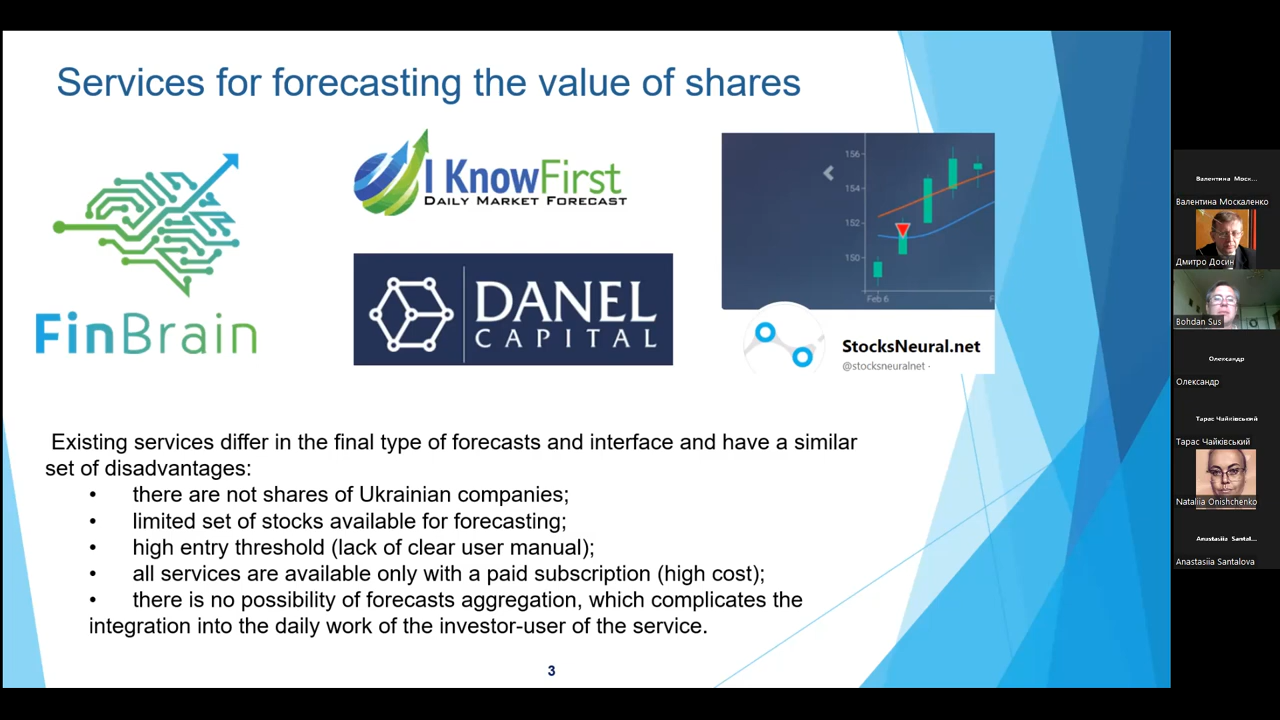 Services for forecasting the value of shares
FinBrain
I KnowFirst
DAILY MARKET FORECAST
DANEL
CAPITAL
156
154
152
150
Feb 6
F
StocksNeural.net
@stocksneuralnet ·
Existing services differ in the final type of forecasts and interface and have a similar
set of disadvantages:
• there are not shares of Ukrainian companies;
• limited set of stocks available for forecasting;
• high entry threshold (lack of clear user manual);
• all services are available only with a paid subscription (high cost);
• there is no possibility of forecasts aggregation, which complicates the
integration into the daily work of the investor-user of the service.
3
Валентина Моск...
Валентина Москаленко
Дмитро Досин
Bohdan Sus
Олександр
Олександр
Тарас Чайківський
Тарас Чайківський
Nataliia Onishchenko
Anastasiia Santal...
Anastasiia Santalova